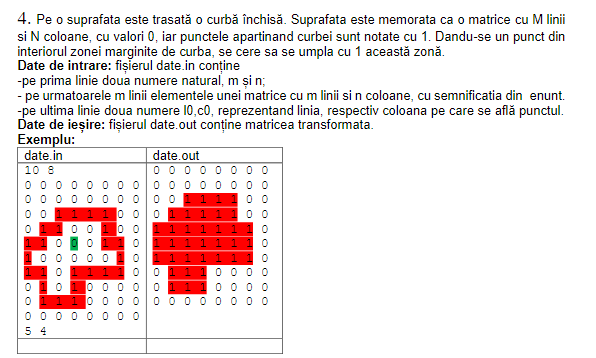 4. Pe o suprafata este trasată o curbă închisă. Suprafata este memorata ca o matrice cu M linii
si N coloane, cu valori 0, iar punctele apartinand curbei sunt notate cu 1. Dandu-se un punct din
interiorul zonei marginite de curba, se cere sa se umpla cu 1 această zonă.
Date de intrare: fișierul date.in conține
-pe prima linie doua numere natural, m și n;
- pe urmatoarele m linii elementele unei matrice cu m linii si n coloane, cu semnificatia din enunt.
-pe ultima linie doua numere l0,c0, reprezentand linia, respectiv coloana pe care se află punctul.
Date de ieșire: fișierul date.out conține matricea transformata.
Exemplu:
date.in date.out
10 8 0 0 0 0 0 0 0 0
0 0 0 0 0 0 0 0 0 0 0 0 0 0 0 0
0 0 0 0 0 0 0 0 0 0 1 1 1 1 0 0
0 0 1 1 1 1 0 0 0 1 1 1 1 1 0 0
0 1 1 0 0 1 0 0 1 1 1 1 1 1 1 0
1 1 0 0 0 1 1 0 1 1 1 1 1 1 1 0
1 0 0 0 0 0 1 0 1 1 1 1 1 1 1 0
1 1 0 1 1 1 1 0 0 1 1 1 0 0 0 0
0 1 0 1 0 0 0 0 0 1 1 1 0 0 0 0
0 1 1 1 0 0 0 0 0 0 0 0 0 0 0 0
0 0 0 0 0 0 0 0
5 4